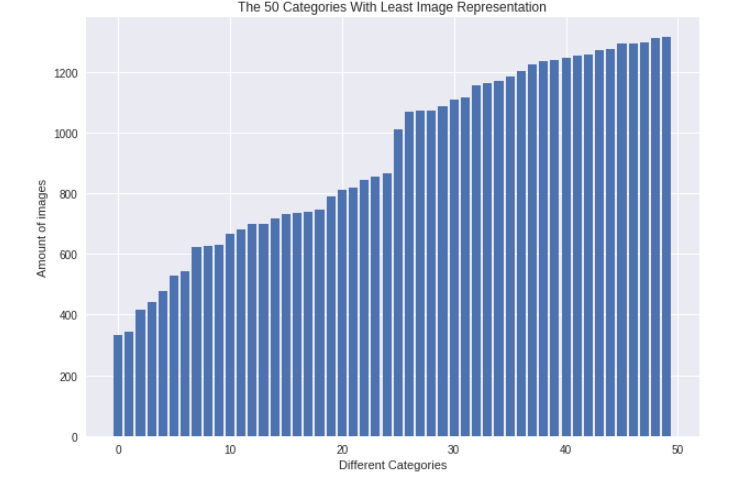 The 50 Categories With Least Image Representation
1200
1000
800
600
400
200
0
Amount of images
0 10 20 30 40 50
Different Categories